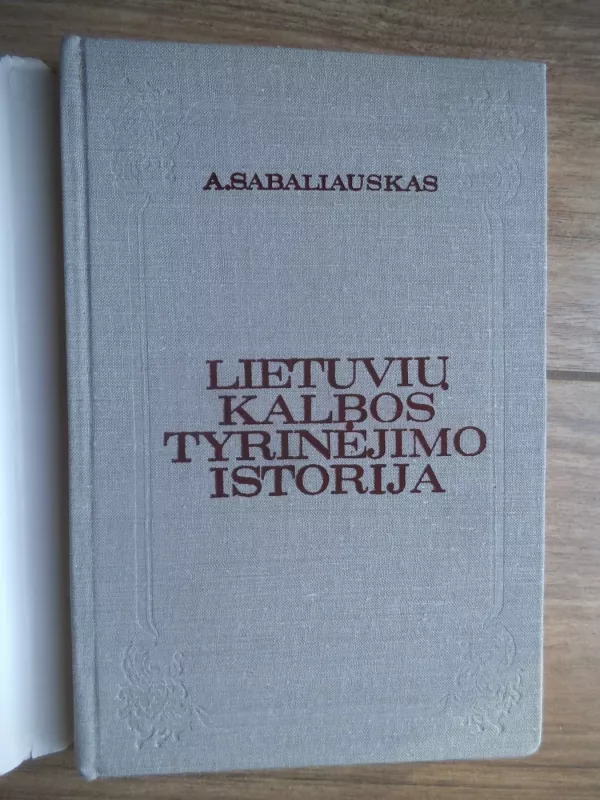 A.SABALIAUSKAS
LIETUVIŲ
KALBOS
TYRINĖJIMO
ISTORIJA